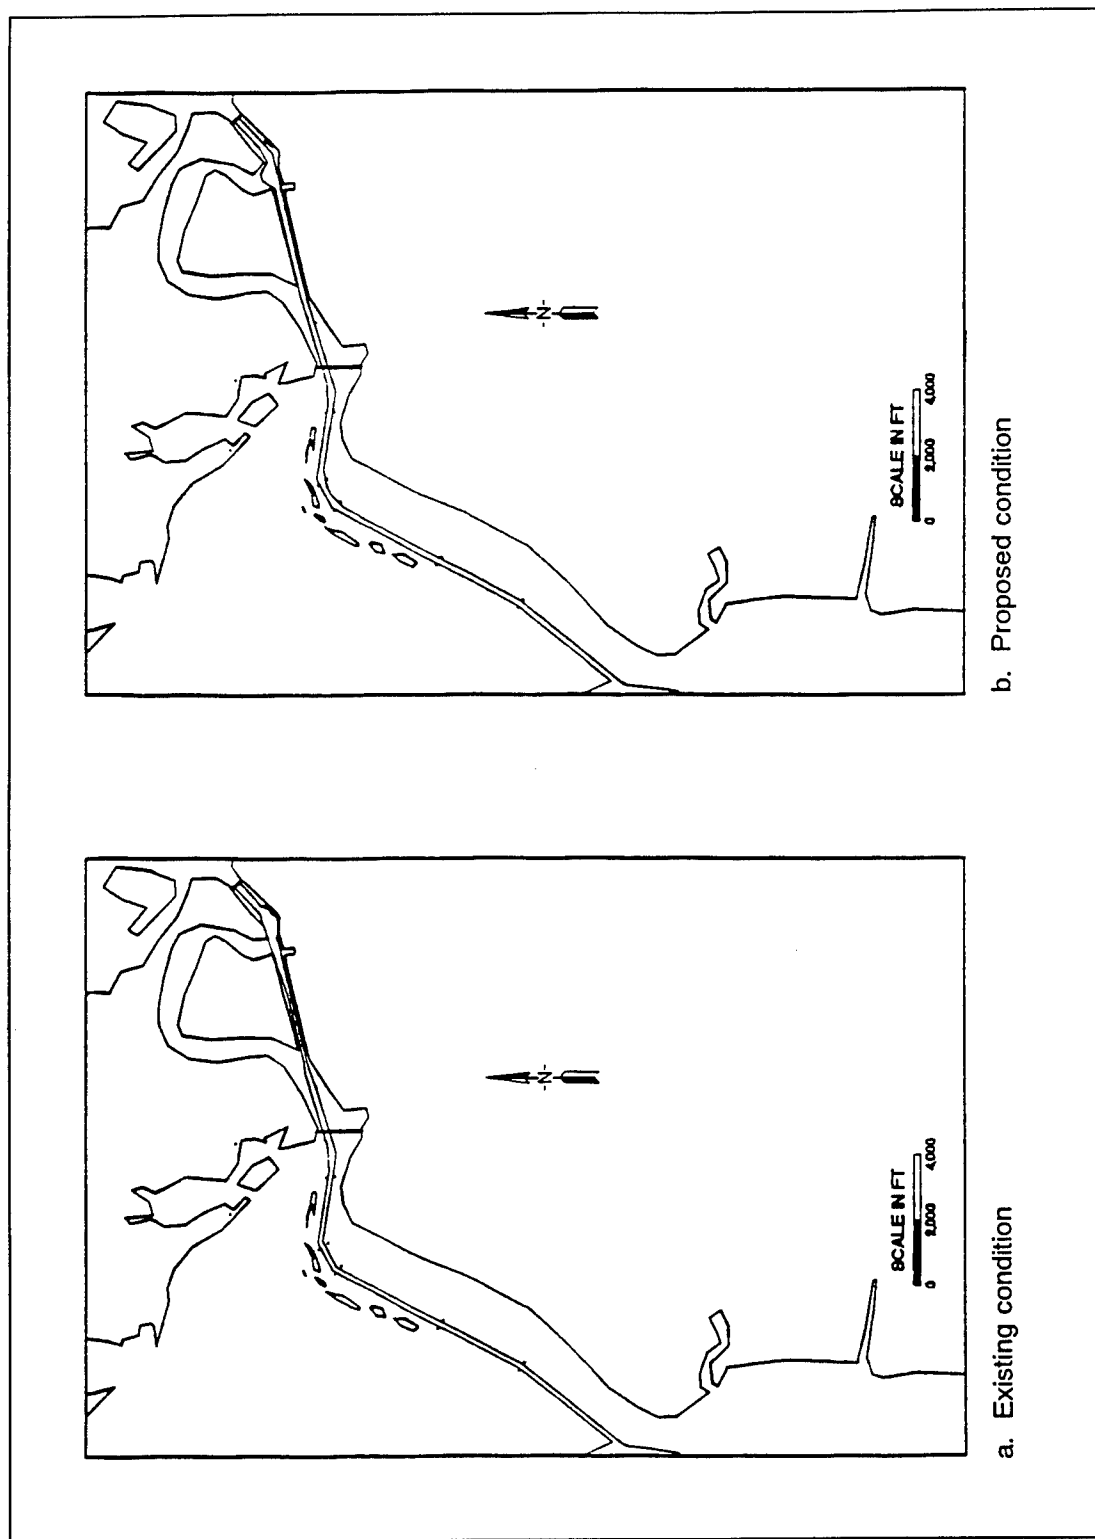 N
SCALE IN FT
0 2,000 4,000
a. Existing condition
N
SCALE IN FT
0 2,000 4,000
b. Proposed condition